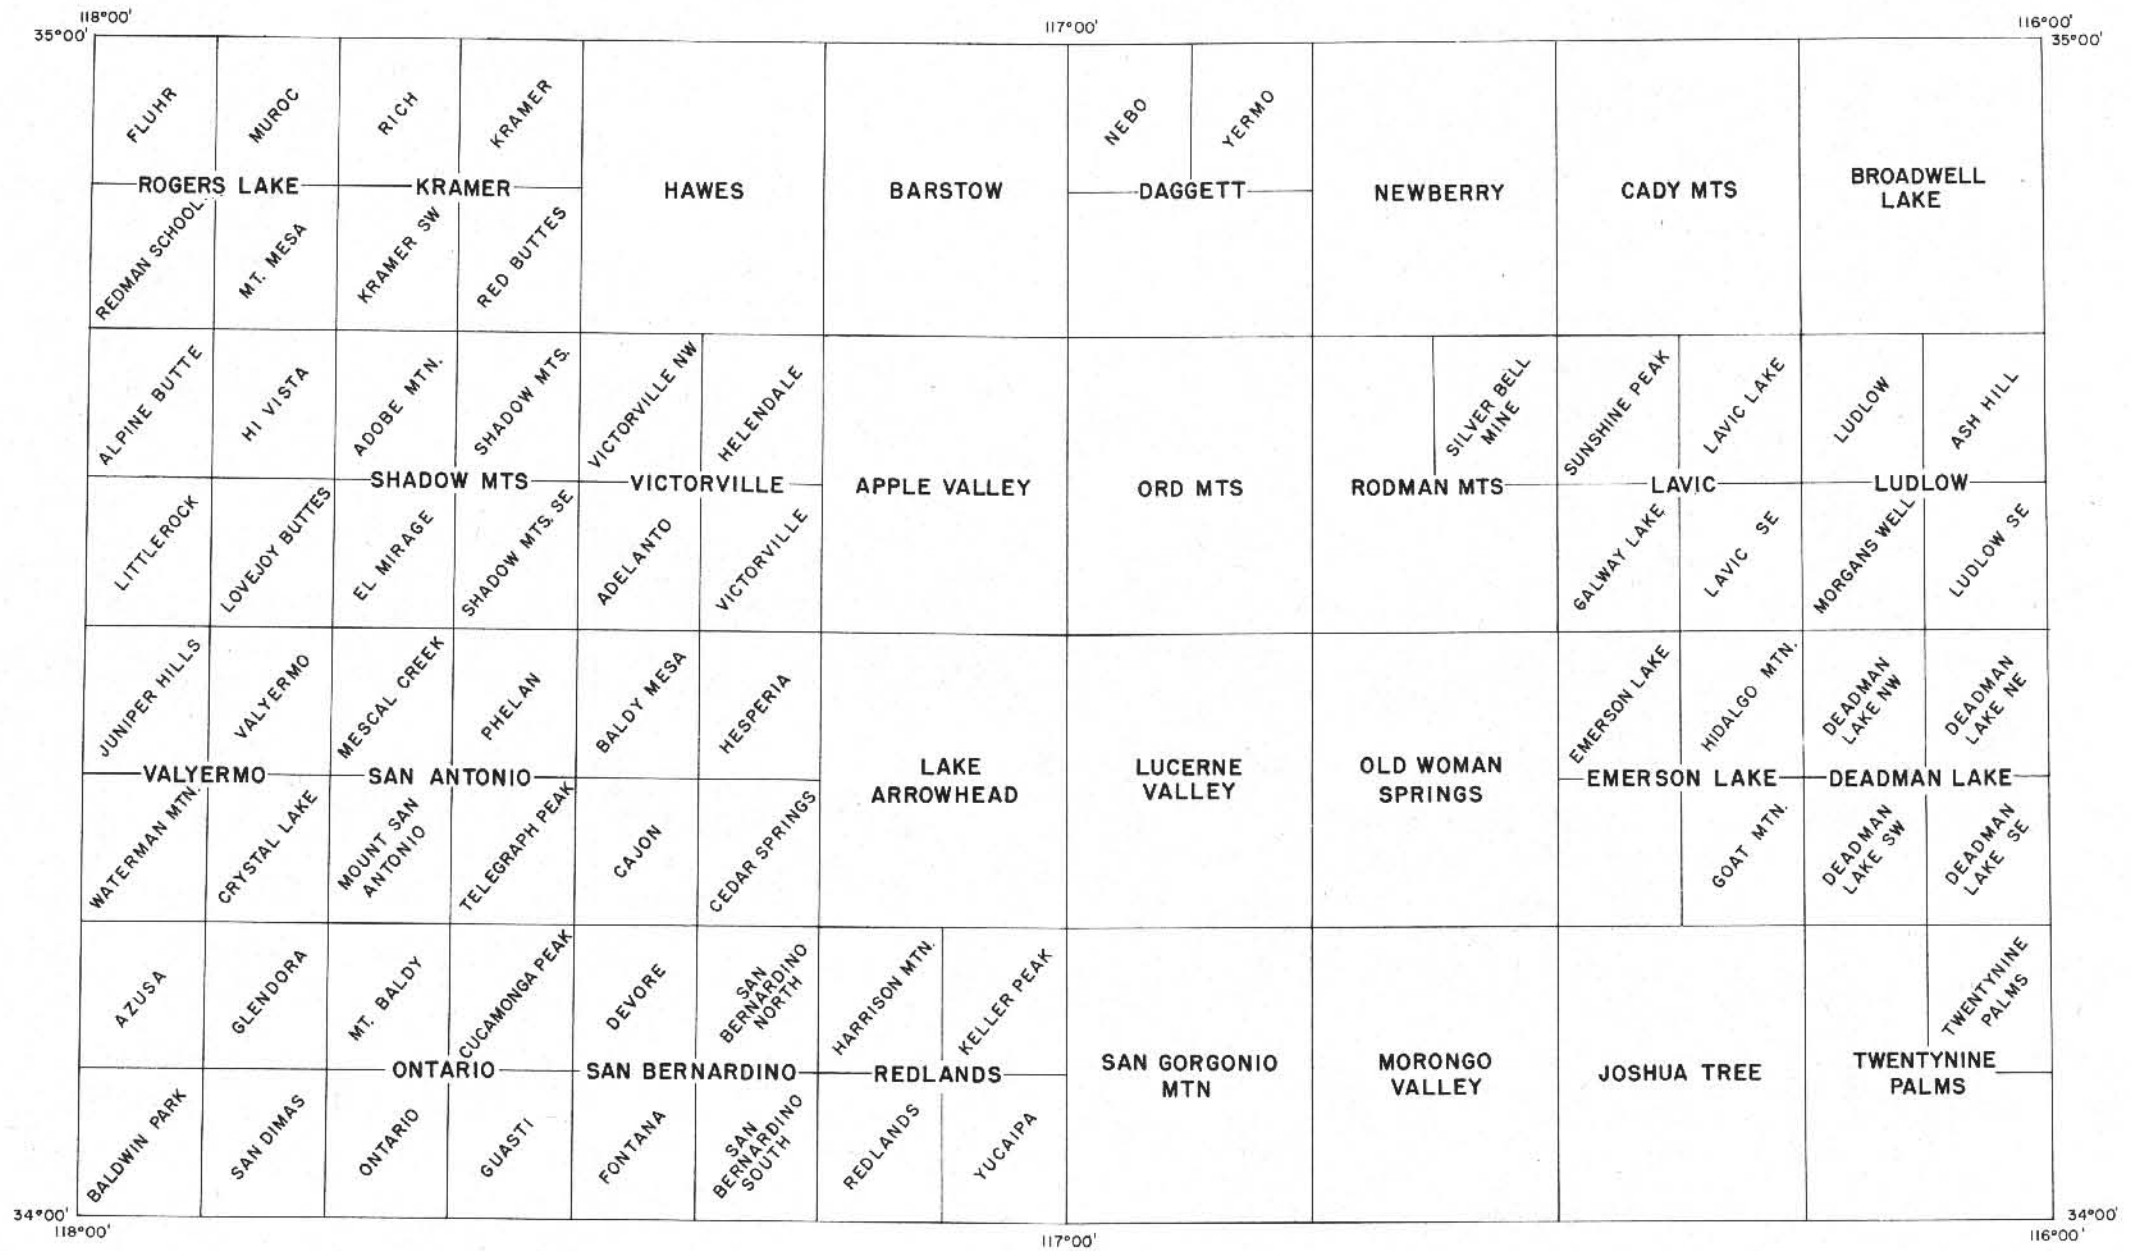 118°00'
117°00'
116°00'
35°00'
35°00'
FLUHR
MUROC
RICH
KRAMER
NEBO
YERMO
ROGERS LAKE
KRAMER
HAWES
BARSTOW
DAGGETT
NEWBERRY
CADY MTS
BROADWELL
LAKE
REDMAN SCHOOL
MT. MESA
KRAMER SW
RED BUTTES
ALPINE BUTTE
HI VISTA
ADOBE MTN.
SHADOW MTS.
VICTORVILLE NW
HELENDALE
SILVER BELL
MINE
SUNSHINE PEAK
LAVIC LAKE
LUDLOW
ASH HILL
SHADOW MTS
VICTORVILLE
APPLE VALLEY
ORD MTS
RODMAN MTS
LAVIC
LUDLOW
LITTLEROCK
LOVEJOY BUTTES
EL MIRAGE
SHADOW MTS. SE
ADELANTO
VICTORVILLE
GALWAY LAKE
LAVIC SE
MORGANS WELL
LUDLOW SE
JUNIPER HILLS
VALYERMO
MESCAL CREEK
PHELAN
BALDY MESA
HESPERIA
EMERSON LAKE
HIDALGO MTN.
DEADMAN
LAKE NW
DEADMAN
LAKE NE
VALYERMO
SAN ANTONIO
LAKE
ARROWHEAD
LUCERNE
VALLEY
OLD WOMAN
SPRINGS
EMERSON LAKE
DEADMAN LAKE
WATERMAN MTN.
CRYSTAL LAKE
MOUNT SAN
ANTONIO
TELEGRAPH PEAK
CAJON
CEDAR SPRINGS
GOAT MTN.
DEADMAN
LAKE SW
DEADMAN
LAKE SE
AZUSA
GLENDORA
MT. BALDY
CUCAMONGA PEAK
DEVORE
SAN
BERNARDINO
NORTH
HARRISON MTN.
KELLER PEAK
TWENTYNINE
PALMS
ONTARIO
SAN BERNARDINO
REDLANDS
SAN GORGONIO
MTN
MORONGO
VALLEY
JOSHUA TREE
TWENTYNINE
PALMS
BALDWIN PARK
SAN DIMAS
ONTARIO
GUASTI
FONTANA
SAN
BERNARDINO
SOUTH
REDLANDS
YUCAIPA
34°00'
34°00'
118°00'
117°00'
116°00'